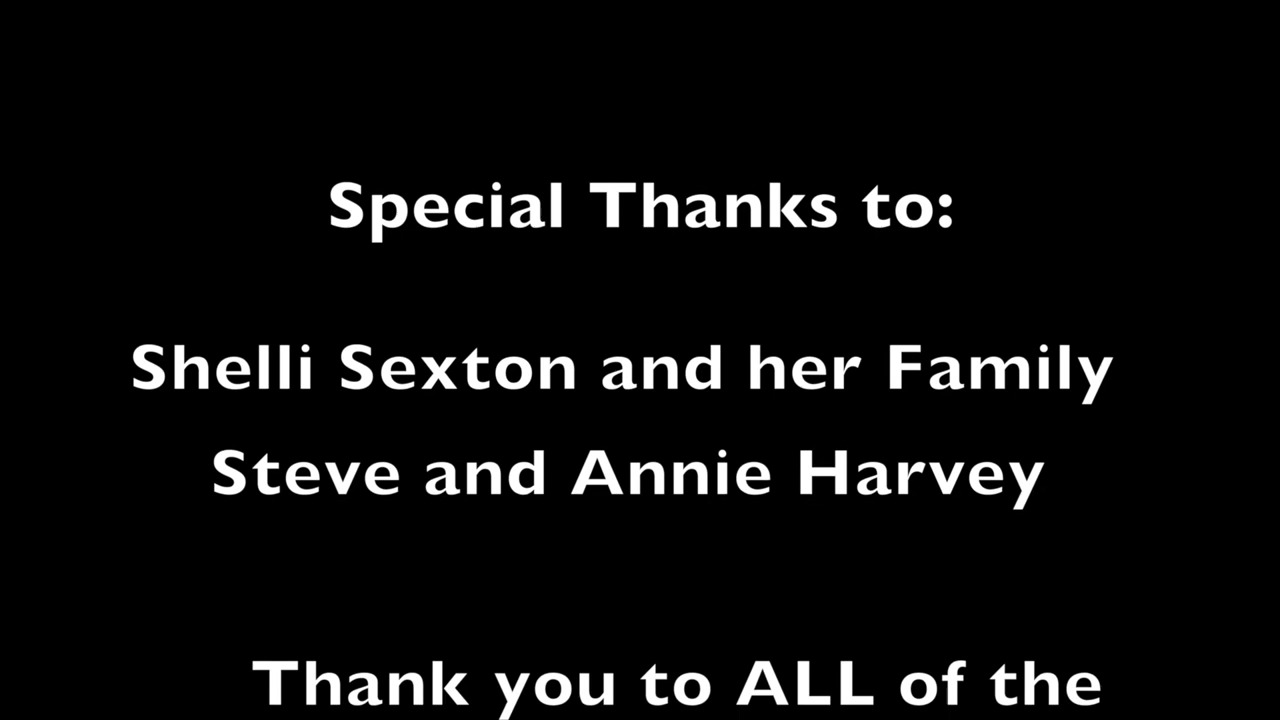 Special Thanks to:
Shelli Sexton and her Family
Steve and Annie Harvey
Thank you to ALL of the